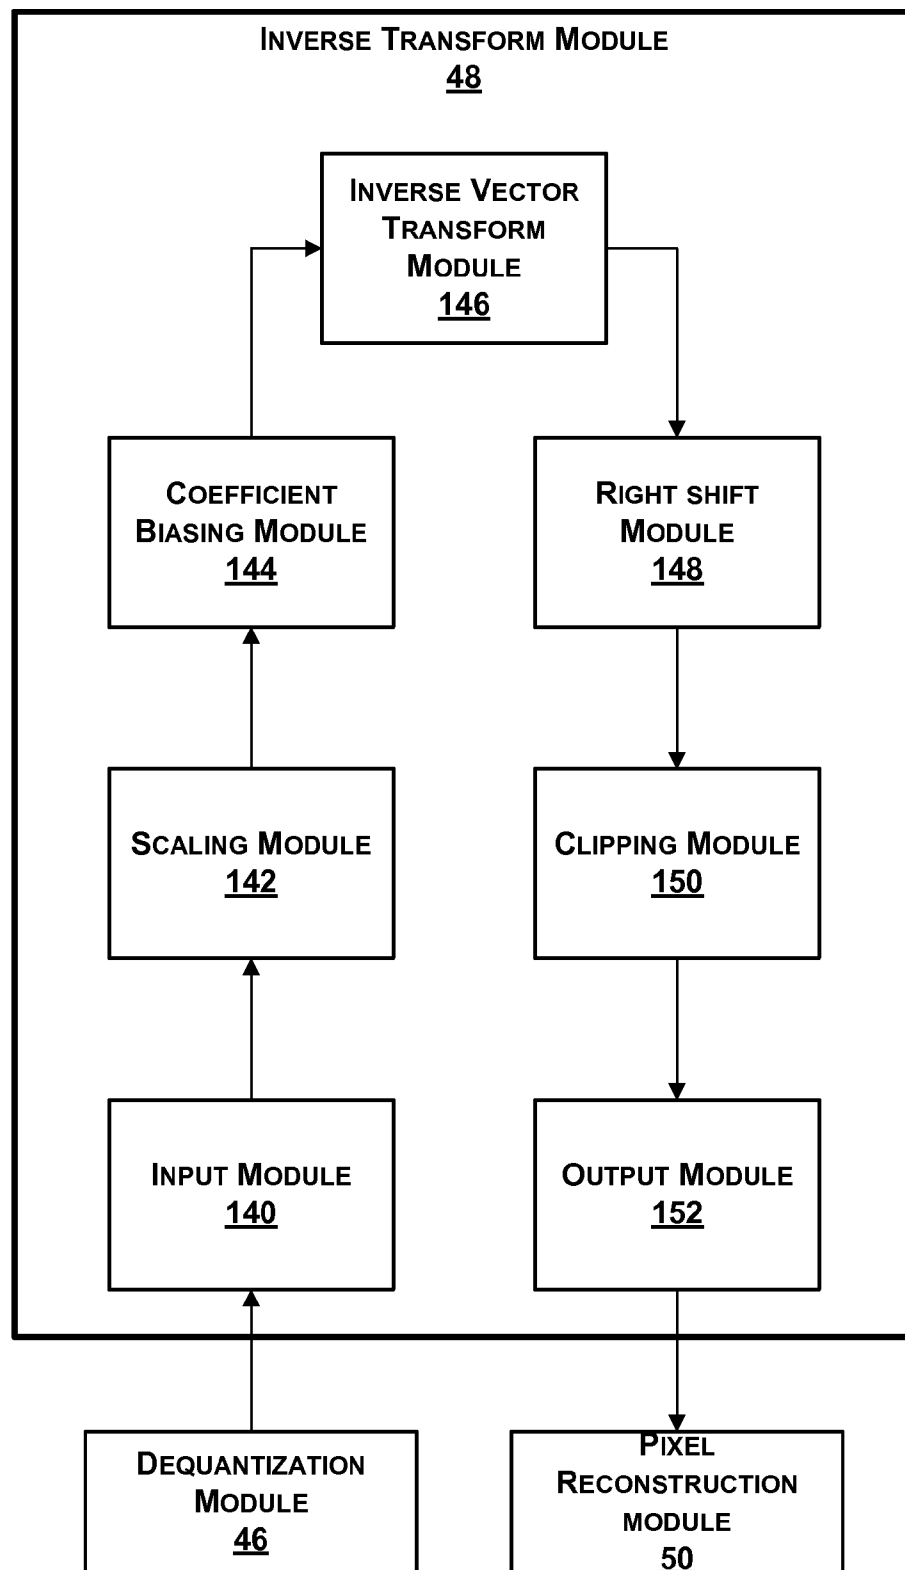 INVERSE TRANSFORM MODULE
48
INVERSE VECTOR
TRANSFORM
MODULE
146
COEFFICIENT
BIASING MODULE
144
RIGHT SHIFT
MODULE
148
SCALING MODULE
142
CLIPPING MODULE
150
INPUT MODULE
140
OUTPUT MODULE
152
DEQUANTIZATION
MODULE
46
PIXEL
RECONSTRUCTION
MODULE
50